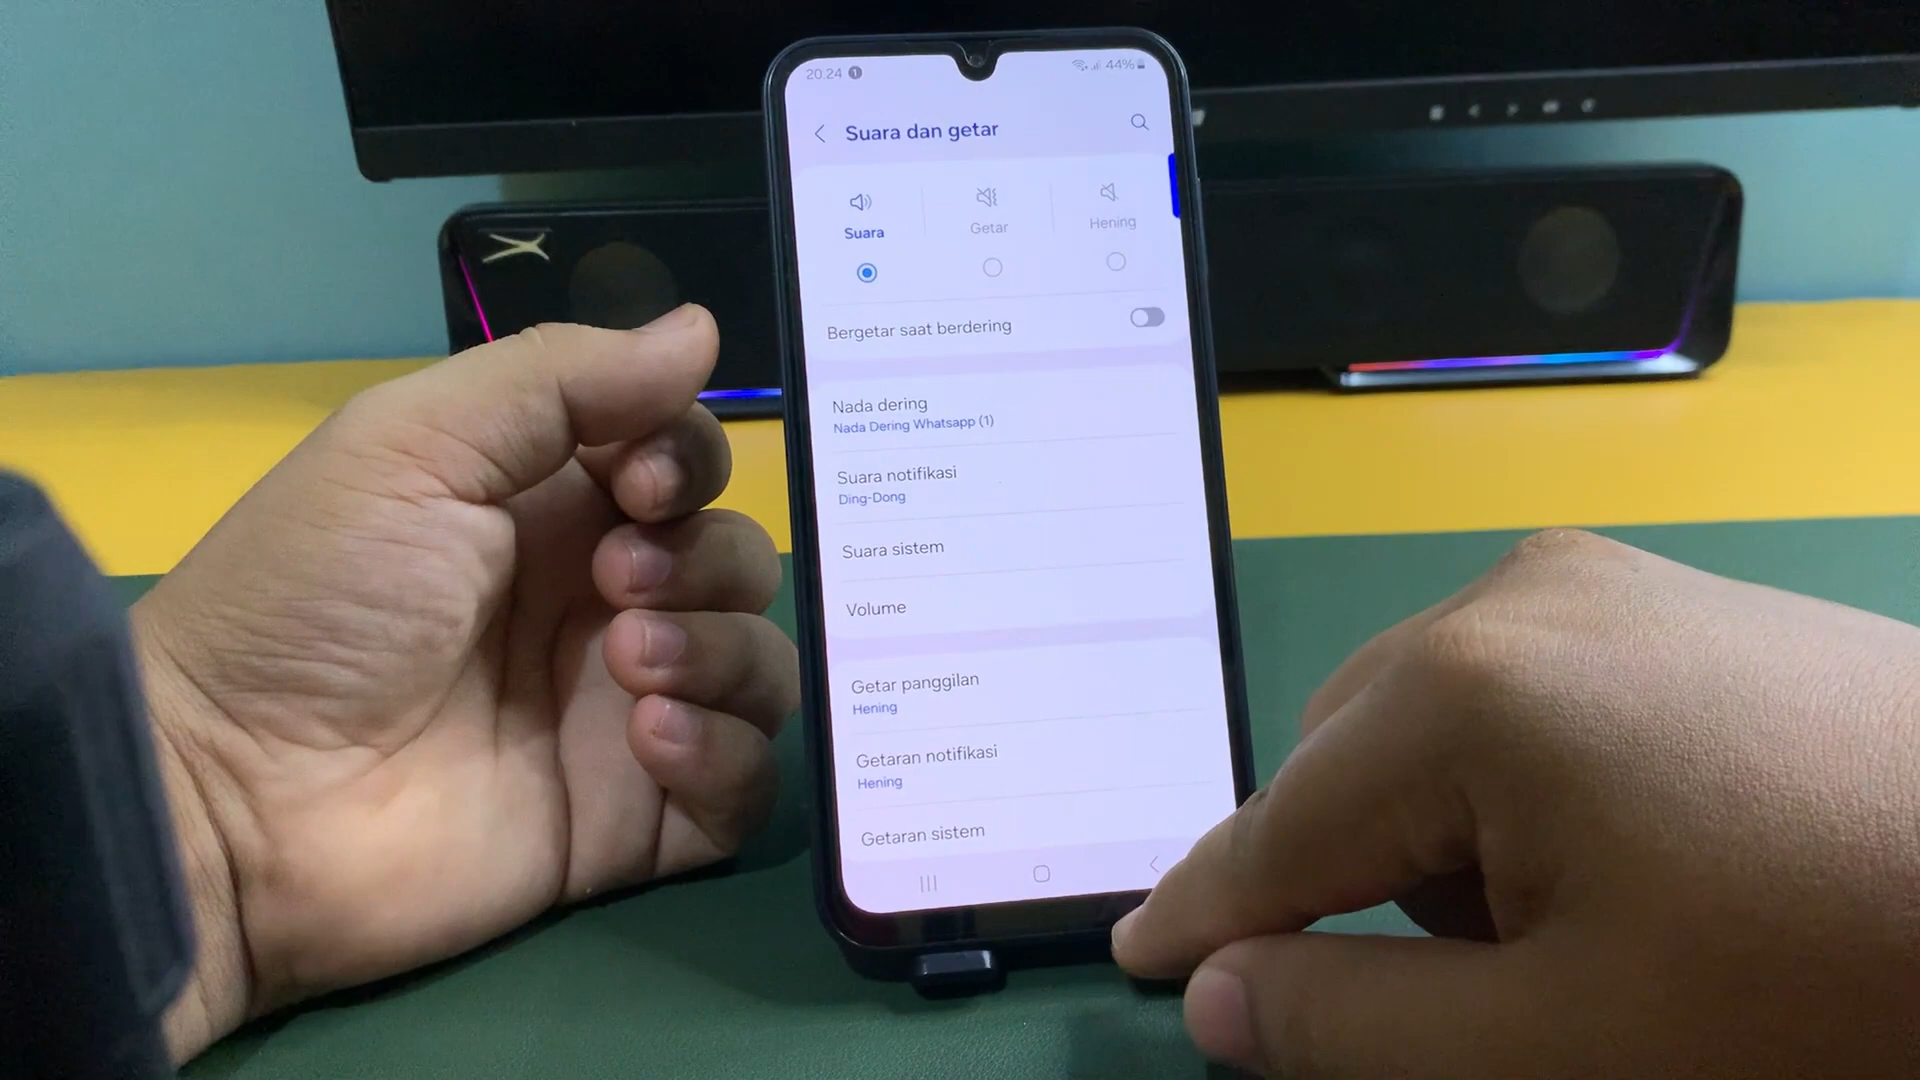 20.24 1 44%
Suara dan getar
Suara Getar Hening
Bergetar saat berdering
Nada dering
Nada Dering Whatsapp (1)
Suara notifikasi
Ding-Dong
Suara sistem
Volume
Getar panggilan
Hening
Getaran notifikasi
Hening
Getaran sistem